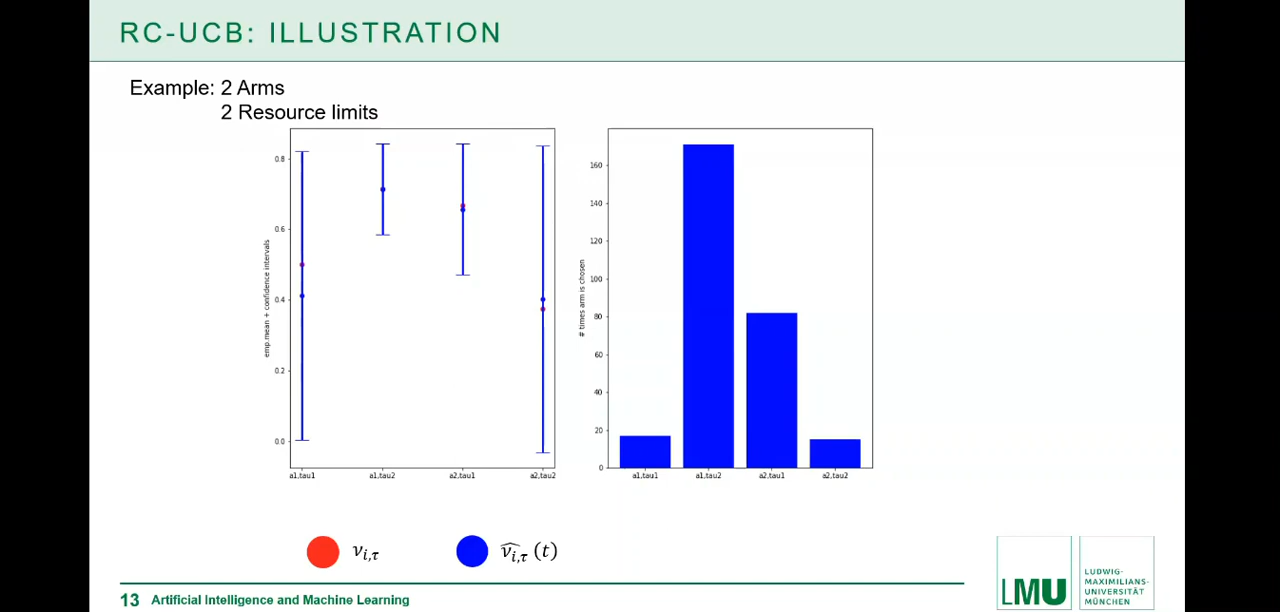 RC-UCB: ILLUSTRATION
Example: 2 Arms
2 Resource limits
emp.mean + confidence intervals
0.8
0.6
0.4
0.2
0.0
a1,tau1 a1,tau2 a2,tau1 a2,tau2
# times arm is chosen
160
140
120
100
80
60
40
20
0
a1,tau1 a1,tau2 a2,tau1 a2,tau2
ν_{i,τ} \widehat{ν_{i,τ}}(t)
LMU
LUDWIG-
MAXIMILIANS-
UNIVERSITÄT
MÜNCHEN
13 Artificial Intelligence and Machine Learning